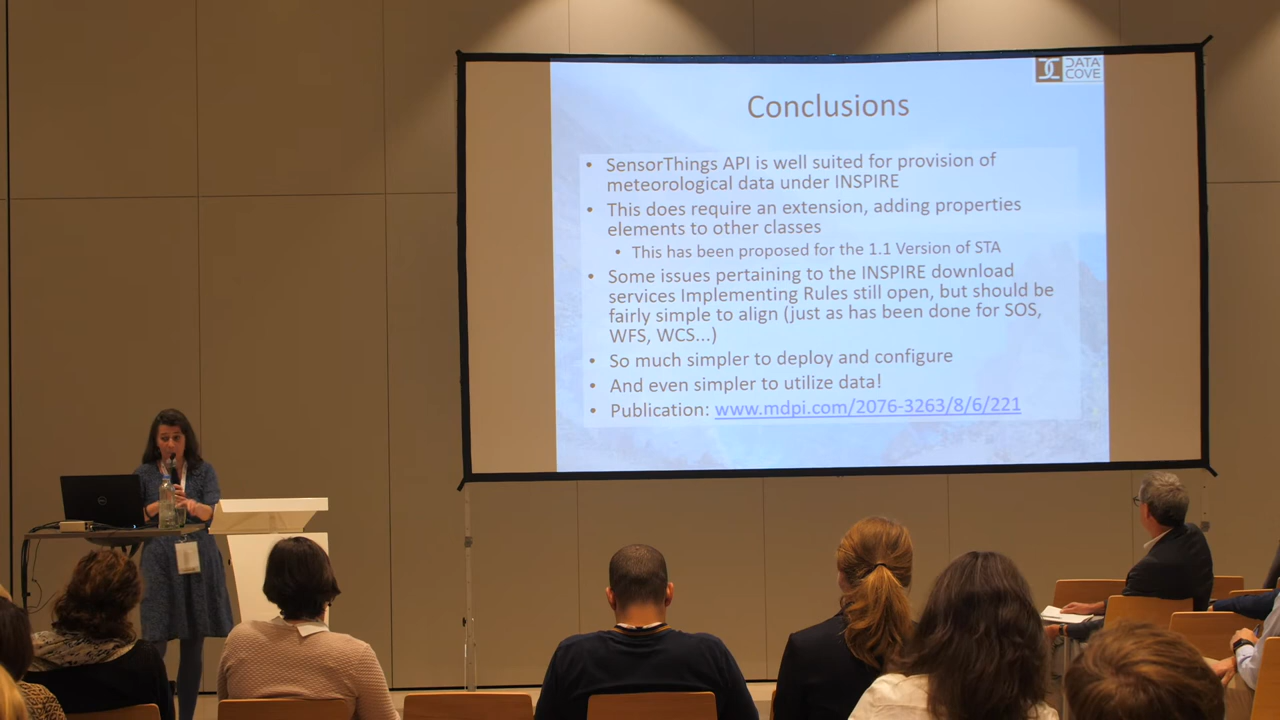 DATA
COVE
Conclusions
• SensorThings API is well suited for provision of
meteorological data under INSPIRE
• This does require an extension, adding properties
elements to other classes
• This has been proposed for the 1.1 Version of STA
• Some issues pertaining to the INSPIRE download
services Implementing Rules still open, but should be
fairly simple to align (just as has been done for SOS,
WFS, WCS...)
• So much simpler to deploy and configure
• And even simpler to utilize data!
• Publication: www.mdpi.com/2076-3263/8/6/221